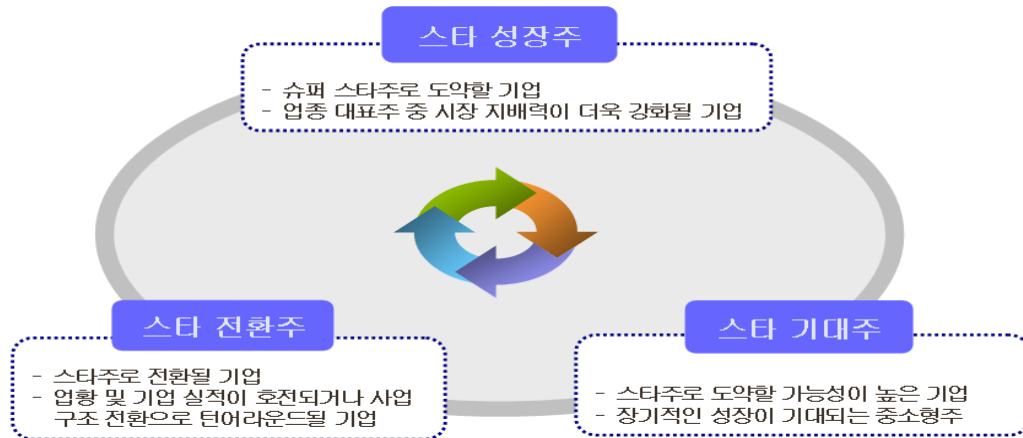 스타 성장주
- 슈퍼 스타주로 도약할 기업
- 업종 대표주 중 시장 지배력이 더욱 강화될 기업
스타 전환주
- 스타주로 전환될 기업
- 업황 및 기업 실적이 호전되거나 사업
구조 전환으로 턴어라운드될 기업
스타 기대주
- 스타주로 도약할 가능성이 높은 기업
- 장기적인 성장이 기대되는 중소형주